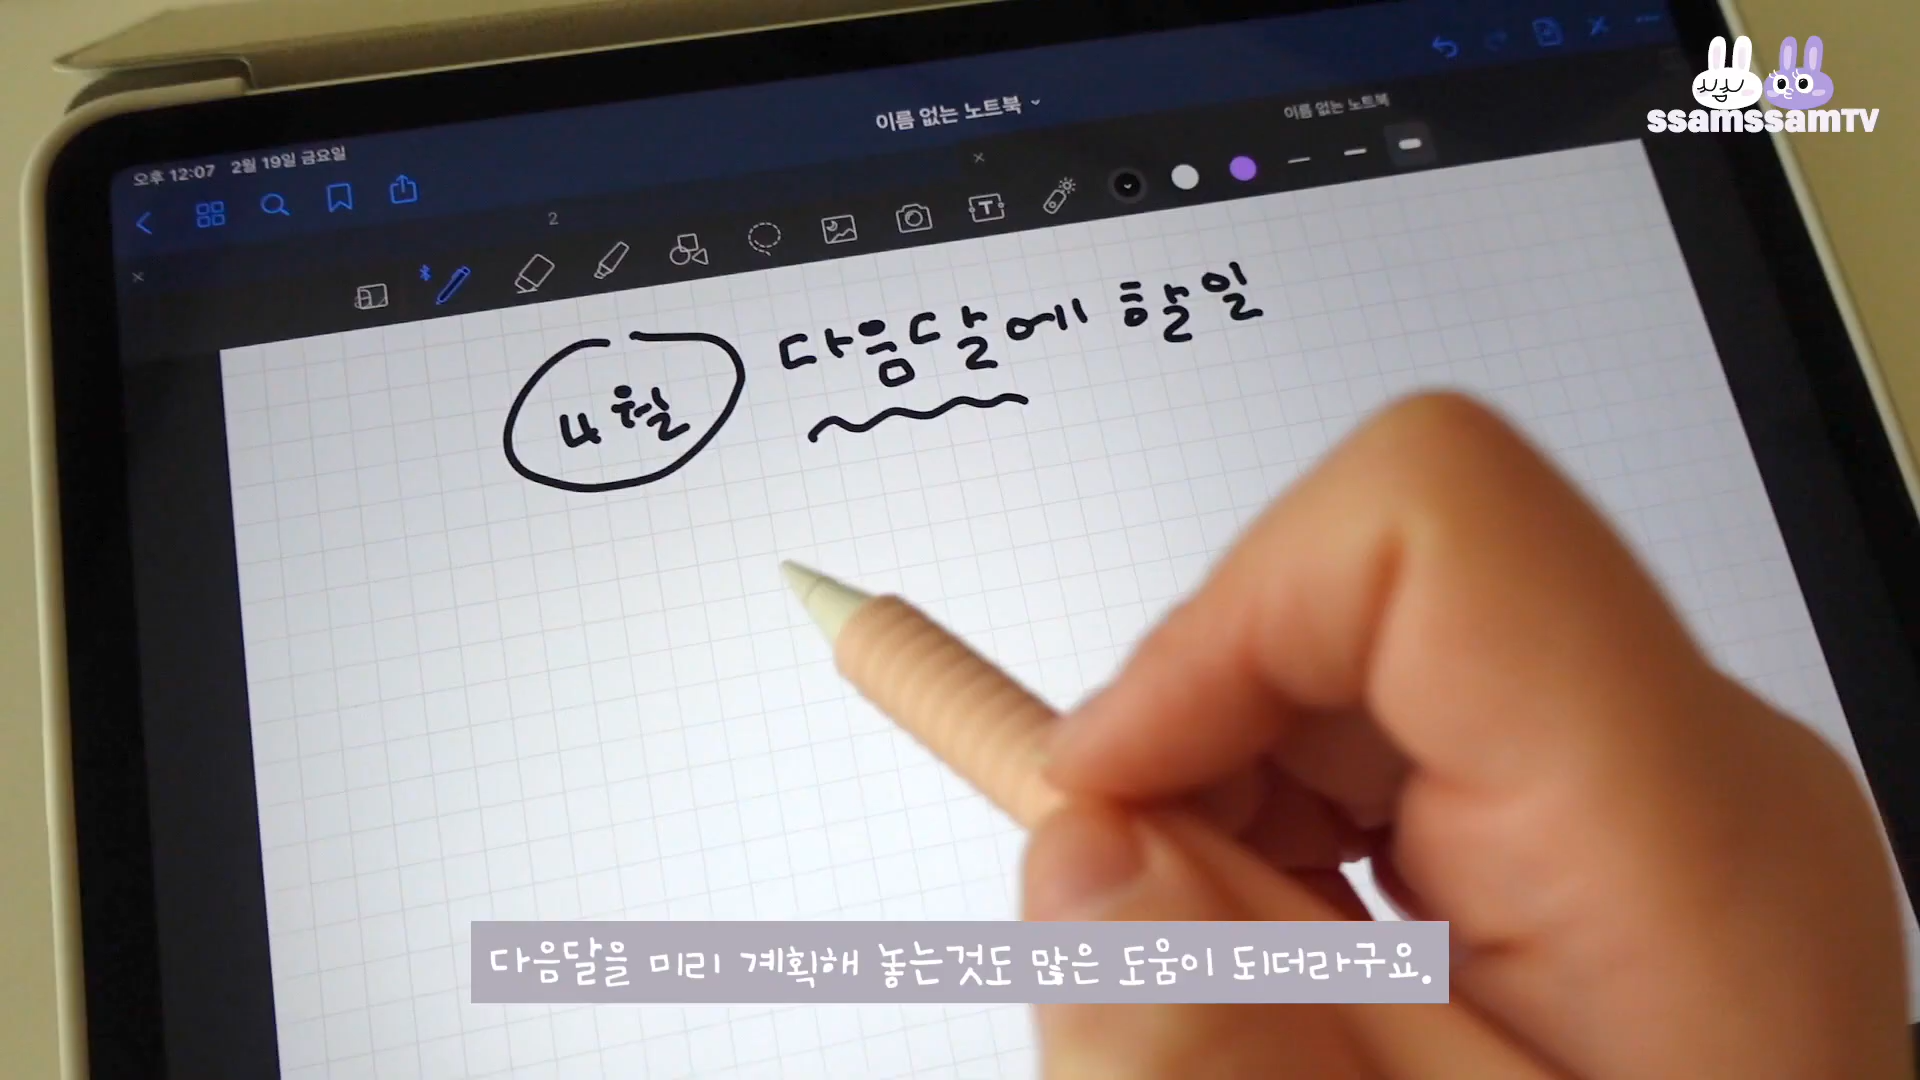 ssamssamTV
이름 없는 노트북
이름 없는 노트북
오후 12:07 2월 19일 금요일
2
T
다음달에 할일
4월
다음달을 미리 계획해 놓는것도 많은 도움이 되더라구요.